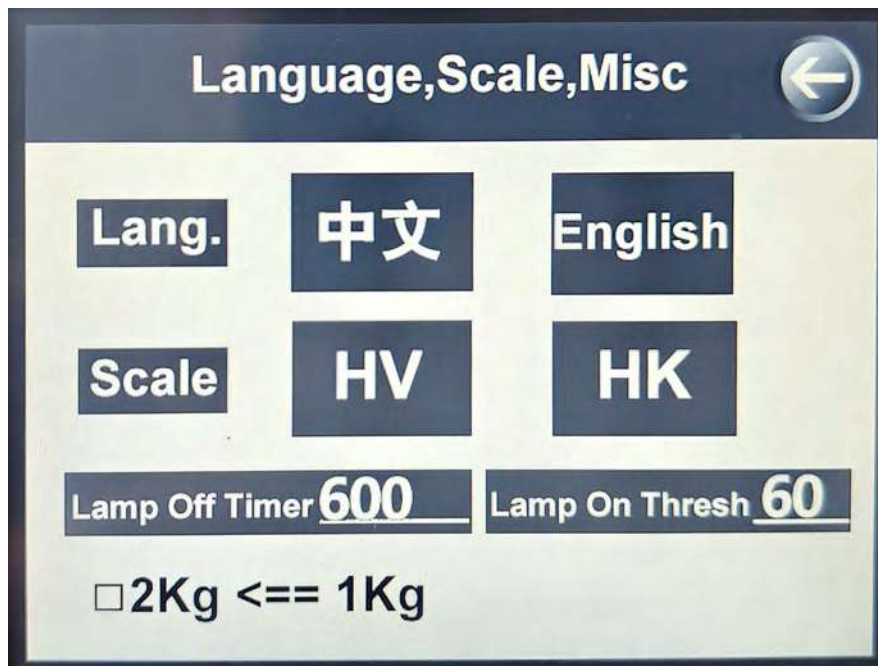 Language,Scale,Misc
Lang. 中文 English
Scale HV HK
Lamp Off Timer 600 Lamp On Thresh 60
□2Kg <== 1Kg